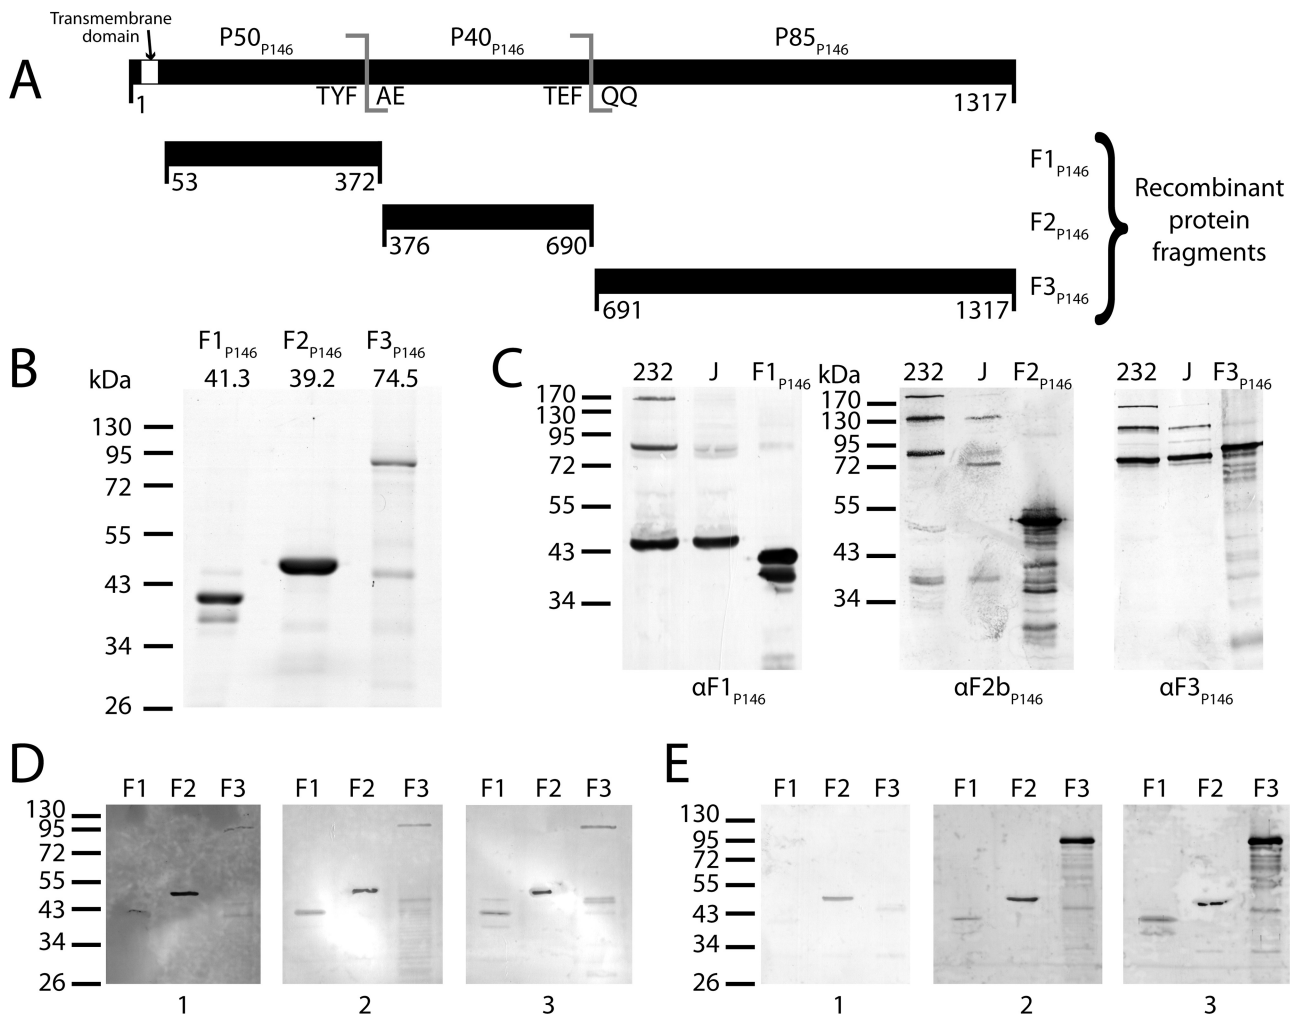 Transmembrane
domain
P50P146 P40P146 P85P146
A
TYF AE TEF QQ
1 1317
53 372 F1P146
376 690 F2P146
691 1317 F3P146
Recombinant
protein
fragments
B
F1P146 F2P146 F3P146
kDa 41.3 39.2 74.5
130
95
72
55
43
34
26
C
232 J F1P146
170
130
95
72
55
43
34
αF1P146
kDa 232 J F2P146
170
130
95
72
55
43
34
αF2bP146
232 J F3P146
αF3P146
D
F1 F2 F3 F1 F2 F3 F1 F2 F3
130
95
72
55
43
34
26
1 2 3
E
F1 F2 F3 F1 F2 F3 F1 F2 F3
130
95
72
55
43
34
26
1 2 3